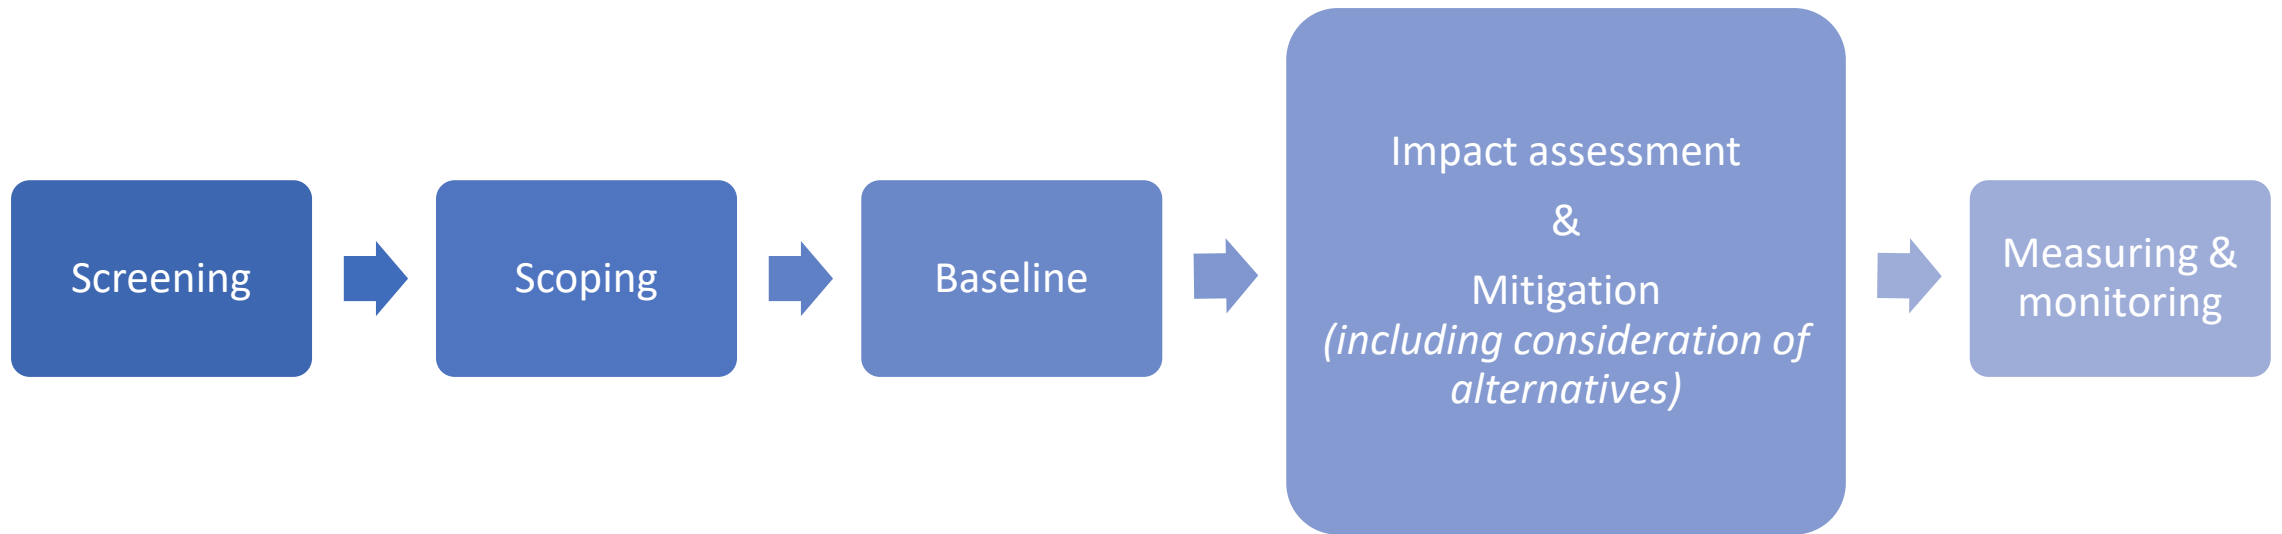 Screening
Scoping
Baseline
Impact assessment
&
Mitigation
(including consideration of
alternatives)
Measuring &
monitoring